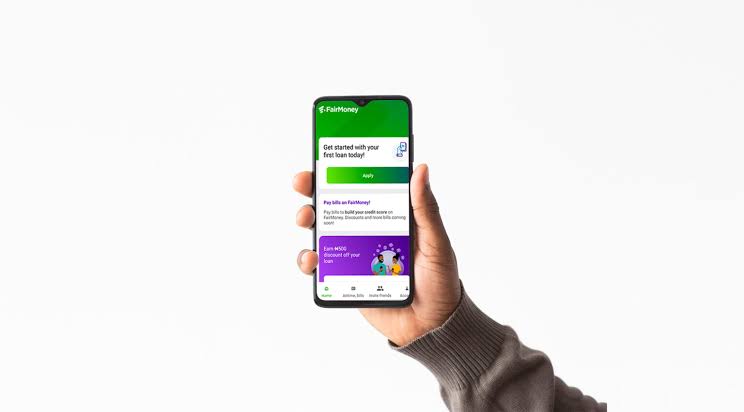 FairMoney
Get started with your
first loan today!
Apply
Pay bills on FairMoney!
Pay bills to build your credit score on
FairMoney. Discounts and more bills coming
soon!
Earn ₦500
discount off your
loan
Home Airtime, bills Invite friends